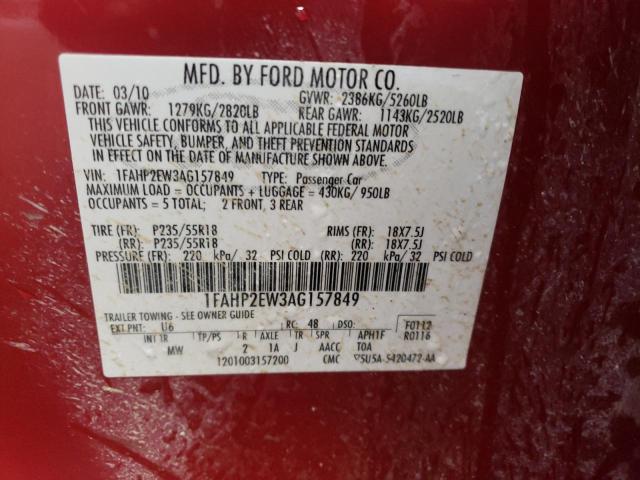 MFD. BY FORD MOTOR CO.
DATE: 03/10 GVWR: 2386KG/5260LB
FRONT GAWR: 1279KG/2820LB REAR GAWR: 1143KG/2520LB
THIS VEHICLE CONFORMS TO ALL APPLICABLE FEDERAL MOTOR
VEHICLE SAFETY, BUMPER, AND THEFT PREVENTION STANDARDS
IN EFFECT ON THE DATE OF MANUFACTURE SHOWN ABOVE.
VIN: 1FAHP2EW3AG157849 TYPE: Passenger Car
MAXIMUM LOAD = OCCUPANTS + LUGGAGE = 430KG/ 950LB
OCCUPANTS = 5 TOTAL; 2 FRONT, 3 REAR
TIRE (FR): P235/55R18 RIMS (FR): 18X7.5J
(RR): P235/55R18 (RR): 18X7.5J
PRESSURE (FR): 220 kPa/ 32 PSI COLD (RR): 220 kPa/ 32 PSI COLD
1FAHP2EW3AG157849
TRAILER TOWING - SEE OWNER GUIDE
EXT PNT: U6 RC: 48 DSO: F0112
INT TR TP/PS R AXLE TR SPR APH1F R0116
MW 2 1A J AACC TOA
1201003157200 CMC 5U5A-5420472-AA